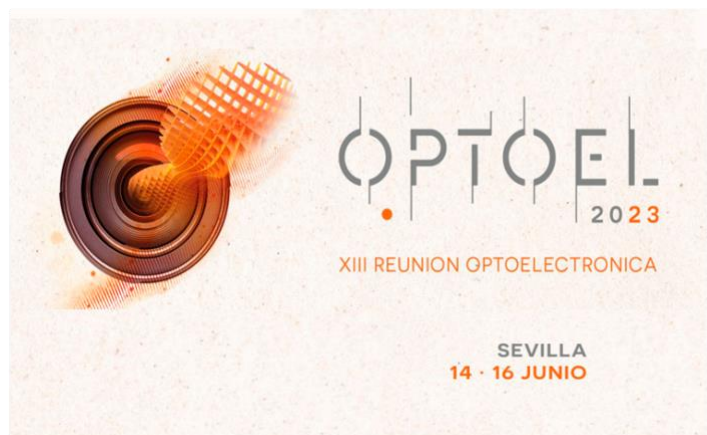 OPTOEL
2023
XIII REUNION OPTOELECTRONICA
SEVILLA
14 · 16 JUNIO